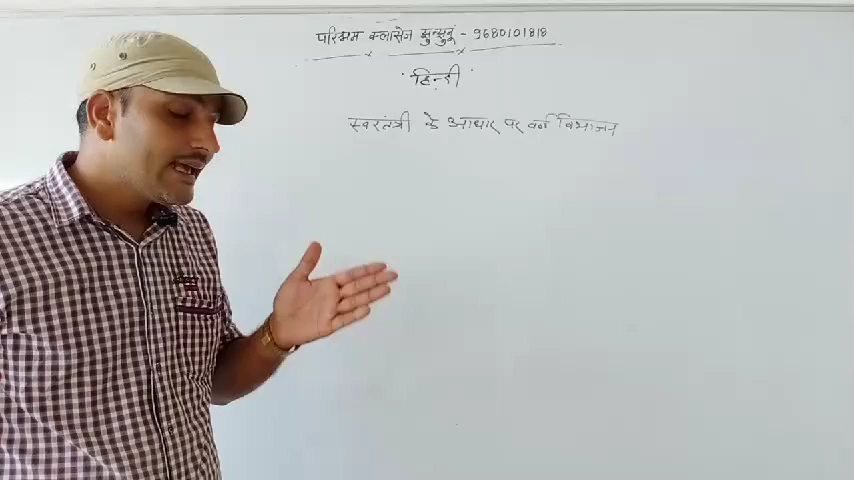 परिश्रम क्लासेज झुन्झुनूं - 9680101818
हिन्दी
स्वरतंत्री के आधार पर वर्ण विभाजन